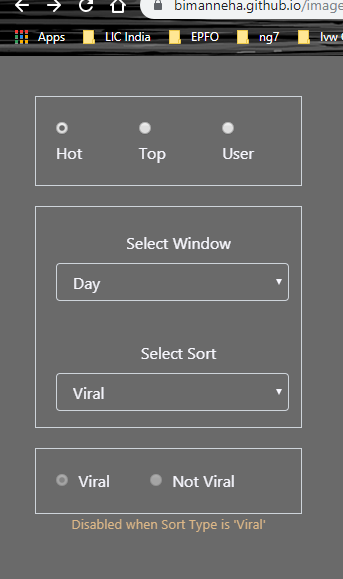 bimanneha.github.io/image
Apps LIC India EPFO ng7
Hot Top User
Select Window
Day
Select Sort
Viral
Viral Not Viral
Disabled when Sort Type is 'Viral'